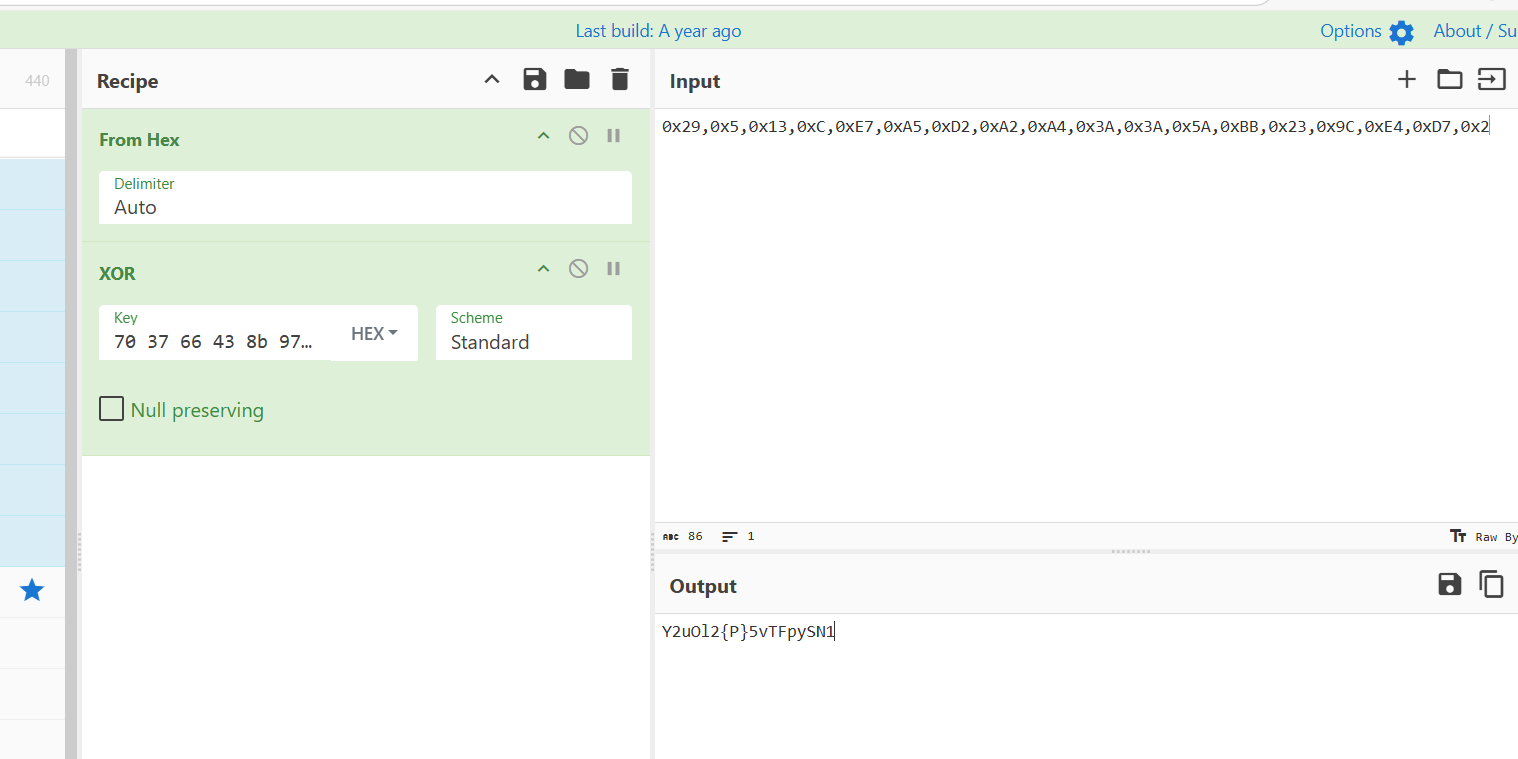 Last build: A year ago
Options
About / Su
440
Recipe
Input
From Hex
Delimiter
Auto
XOR
Key
70 37 66 43 8b 97…
HEX
Scheme
Standard
Null preserving
0x29,0x5,0x13,0xC,0xE7,0xA5,0xD2,0xA2,0xA4,0x3A,0x3A,0x5A,0xBB,0x23,0x9C,0xE4,0xD7,0x2
ABC 86
1
Tт Raw By
Output
Y2uOl2{P}5vTFpySN1